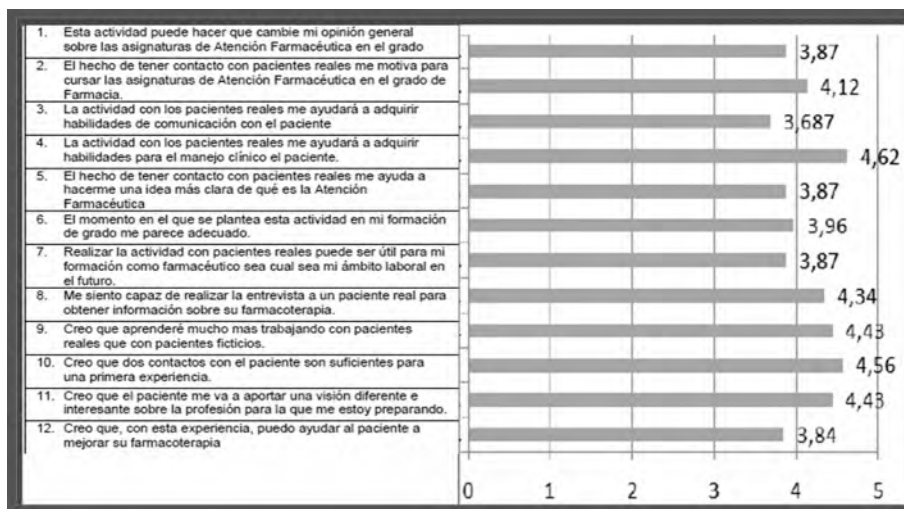 1. Esta actividad puede hacer que cambie mi opinión general
sobre las asignaturas de Atención Farmacéutica en el grado
3,87
2. El hecho de tener contacto con pacientes reales me motiva para
cursar las asignaturas de Atención Farmacéutica en el grado de
Farmacia.
4,12
3. La actividad con los pacientes reales me ayudará a adquirir
habilidades de comunicación con el paciente
3,687
4. La actividad con los pacientes reales me ayudará a adquirir
habilidades para el manejo clínico el paciente.
4,62
5. El hecho de tener contacto con pacientes reales me ayuda a
hacerme una idea más clara de qué es la Atención
Farmacéutica
3,87
6. El momento en el que se plantea esta actividad en mi formación
de grado me parece adecuado.
3,96
7. Realizar la actividad con pacientes reales puede ser útil para mi
formación como farmacéutico sea cual sea mi ámbito laboral en
el futuro.
3,87
8. Me siento capaz de realizar la entrevista a un paciente real para
obtener información sobre su farmacoterapia.
4,34
9. Creo que aprenderé mucho mas trabajando con pacientes
reales que con pacientes ficticios.
4,43
10. Creo que dos contactos con el paciente son suficientes para
una primera experiencia.
4,56
11. Creo que el paciente me va a aportar una visión diferente e
interesante sobre la profesión para la que me estoy preparando.
4,43
12. Creo que, con esta experiencia, puedo ayudar al paciente a
mejorar su farmacoterapia
3,84
0 1 2 3 4 5